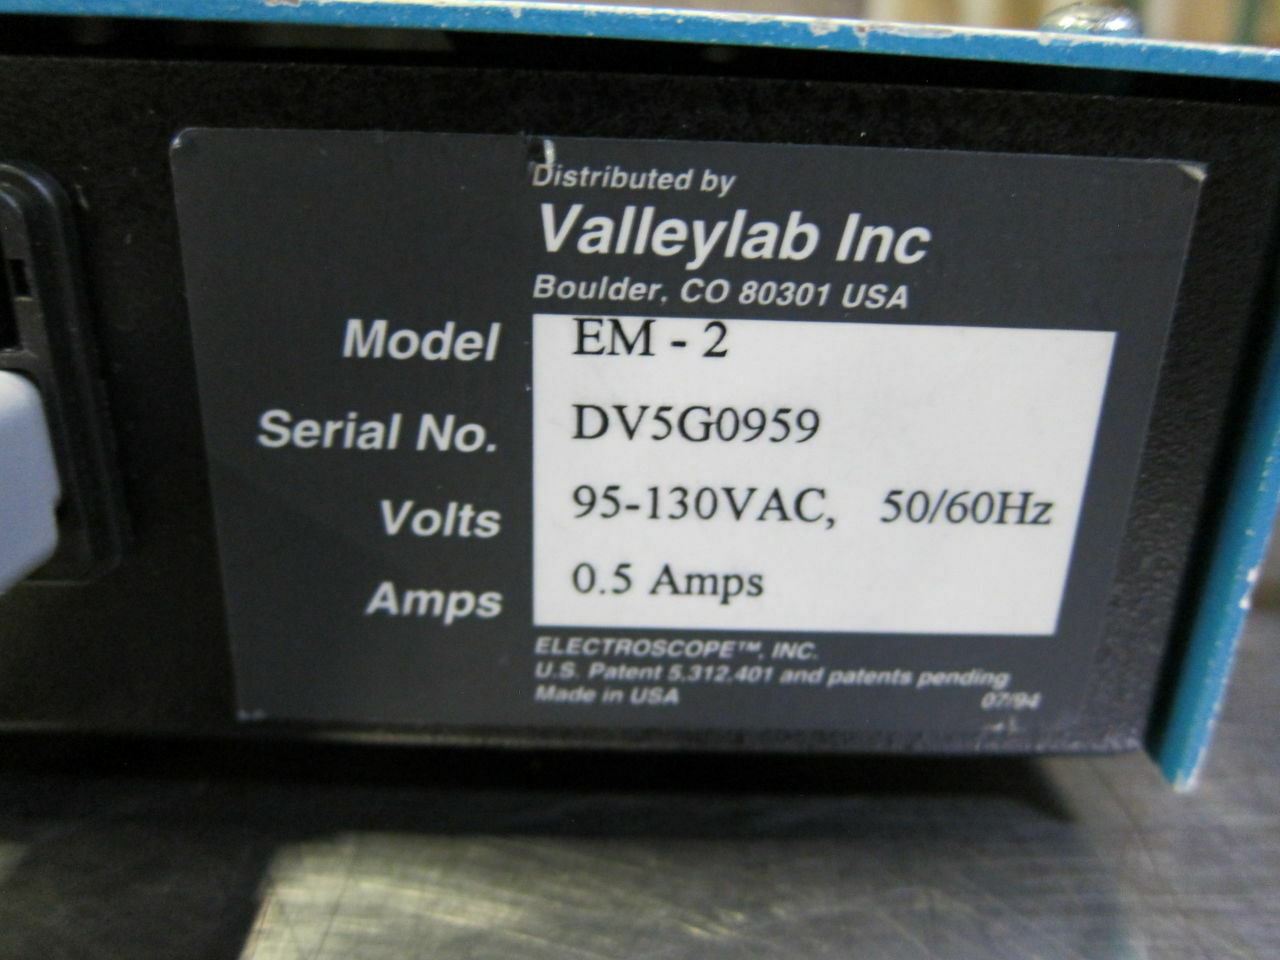 Distributed by
Valleylab Inc
Boulder, CO 80301 USA
Model EM - 2
Serial No. DV5G0959
Volts 95-130VAC, 50/60Hz
Amps 0.5 Amps
ELECTROSCOPE™, INC.
U.S. Patent 5,312,401 and patents pending
Made in USA 07/94